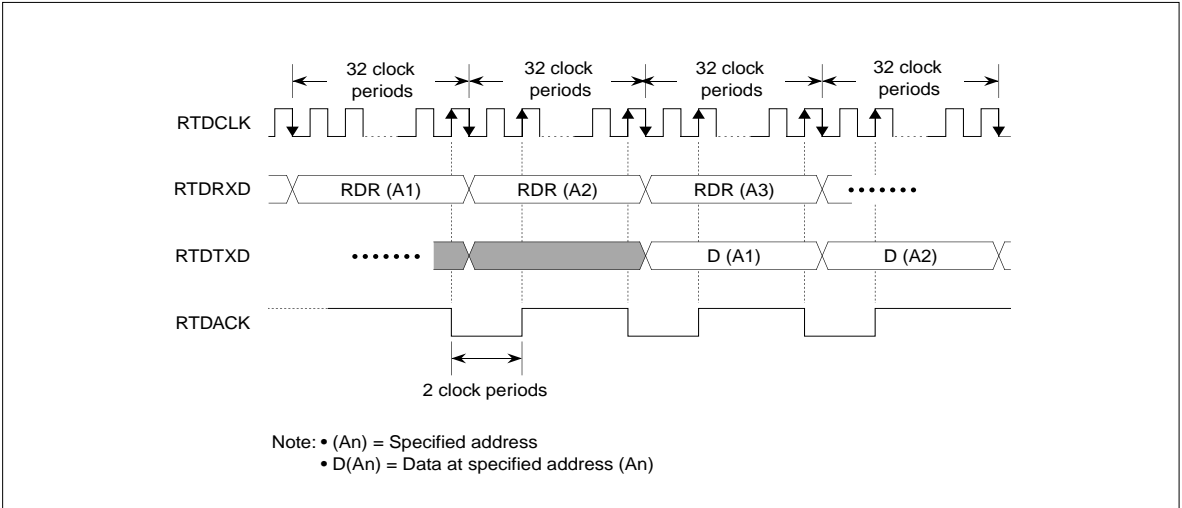 32 clock periods
32 clock periods
32 clock periods
32 clock periods
RTDCLK
RTDRXD
RDR (A1)
RDR (A2)
RDR (A3)
RTDTXD
D (A1)
D (A2)
RTDACK
2 clock periods
Note: • (An) = Specified address
• D(An) = Data at specified address (An)